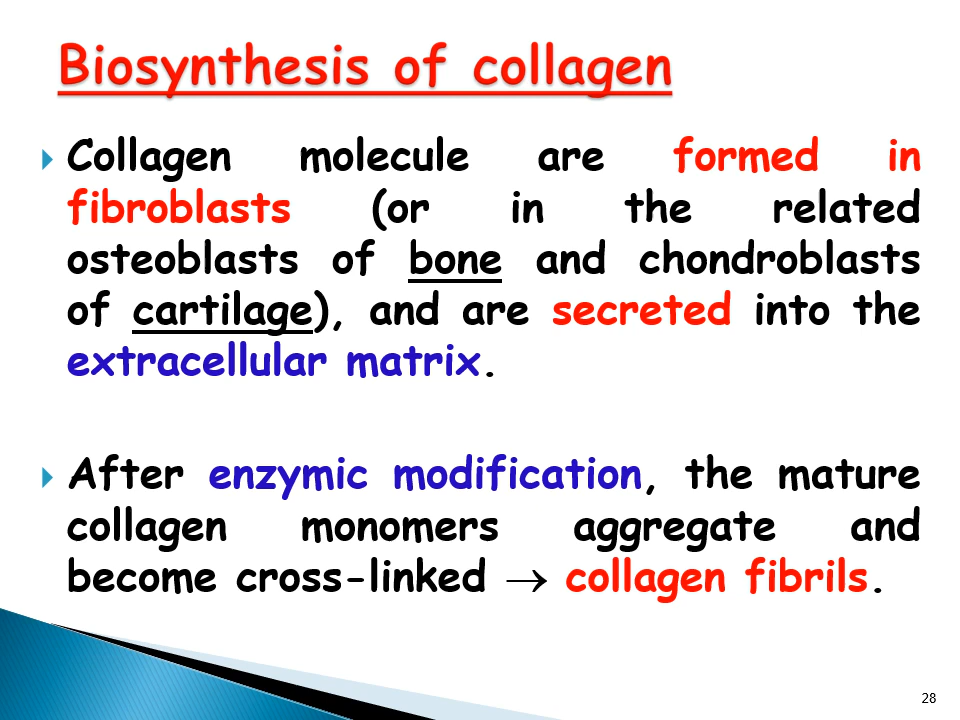 Biosynthesis of collagen
Collagen molecule are formed in
fibroblasts (or in the related
osteoblasts of bone and chondroblasts
of cartilage), and are secreted into the
extracellular matrix.
After enzymic modification, the mature
collagen monomers aggregate and
become cross-linked → collagen fibrils.
28